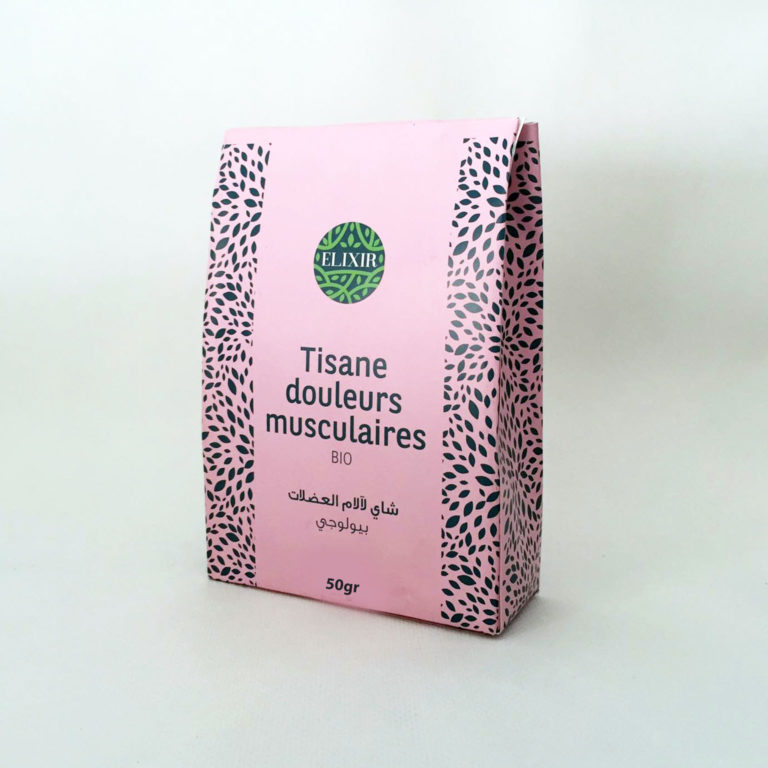 ELIXIR
Tisane
douleurs
musculaires
BIO
شاي لآلام العضلات
بيولوجي
50gr